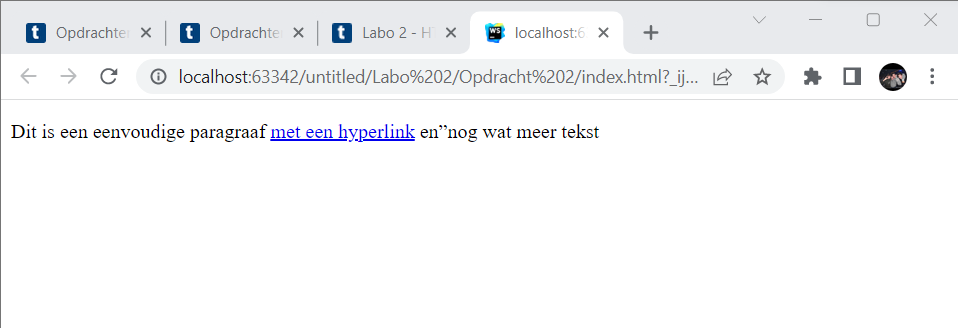 Opdrachten
Opdrachten
Labo 2 - HT
localhost:6
localhost:63342/untitled/Labo%202/Opdracht%202/index.html?_ij...
Dit is een eenvoudige paragraaf met een hyperlink en”nog wat meer tekst